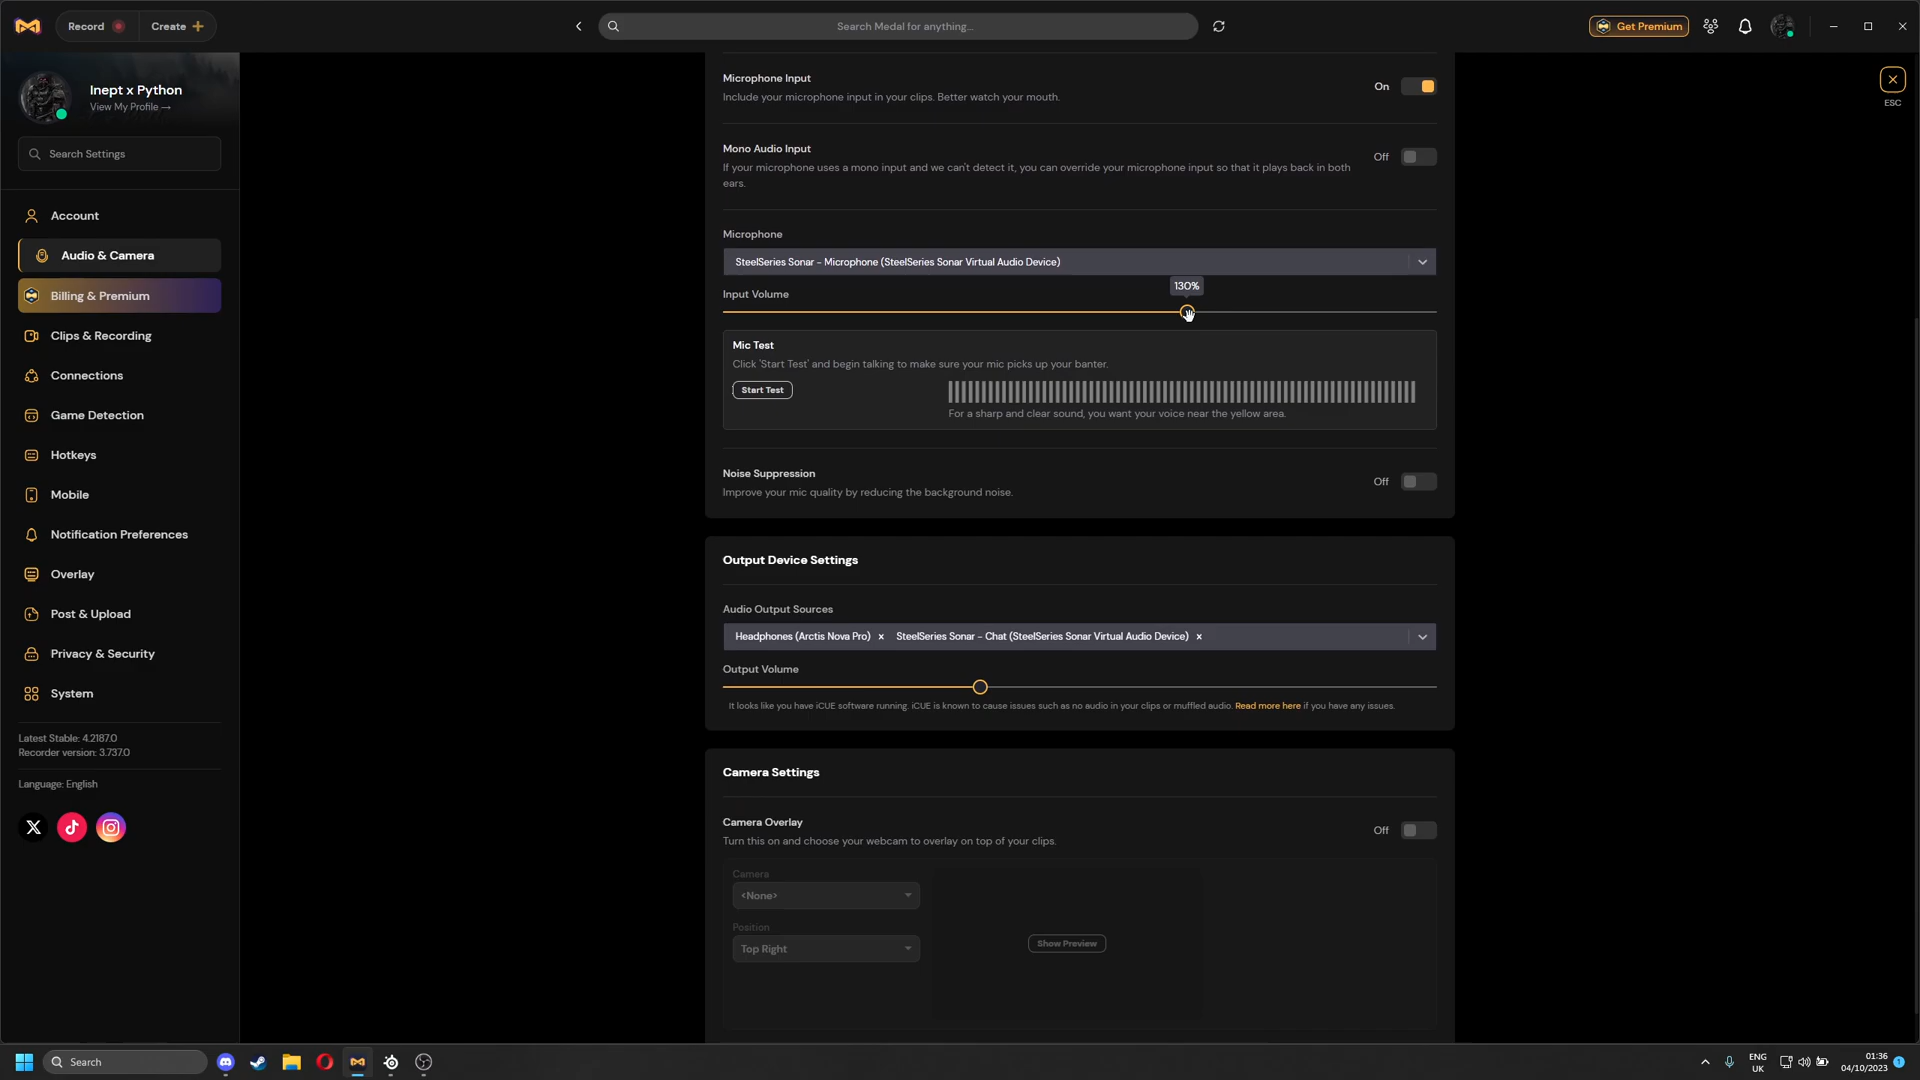 Record
Create
Search Medal for anything...
Get Premium
Inept x Python
View My Profile →
Search Settings
Account
Audio & Camera
Billing & Premium
Clips & Recording
Connections
Game Detection
Hotkeys
Mobile
Notification Preferences
Overlay
Post & Upload
Privacy & Security
System
Latest Stable: 4.2187.0
Recorder version: 3.737.0
Language: English
ESC
Microphone Input
Include your microphone input in your clips. Better watch your mouth.
On
Mono Audio Input
If your microphone uses a mono input and we can't detect it, you can override your microphone input so that it plays back in both
ears.
Off
Microphone
SteelSeries Sonar - Microphone (SteelSeries Sonar Virtual Audio Device)
130%
Input Volume
Mic Test
Click 'Start Test' and begin talking to make sure your mic picks up your banter.
Start Test
For a sharp and clear sound, you want your voice near the yellow area.
Noise Suppression
Improve your mic quality by reducing the background noise.
Off
Output Device Settings
Audio Output Sources
Headphones (Arctis Nova Pro) × SteelSeries Sonar - Chat (SteelSeries Sonar Virtual Audio Device) ×
Output Volume
It looks like you have iCUE software running. iCUE is known to cause issues such as no audio in your clips or muffled audio. Read more here if you have any issues.
Camera Settings
Camera Overlay
Turn this on and choose your webcam to overlay on top of your clips.
Off
Camera
<None>
Position
Top Right
Show Preview
Search
ENG
UK
01:36
04/10/2023
1